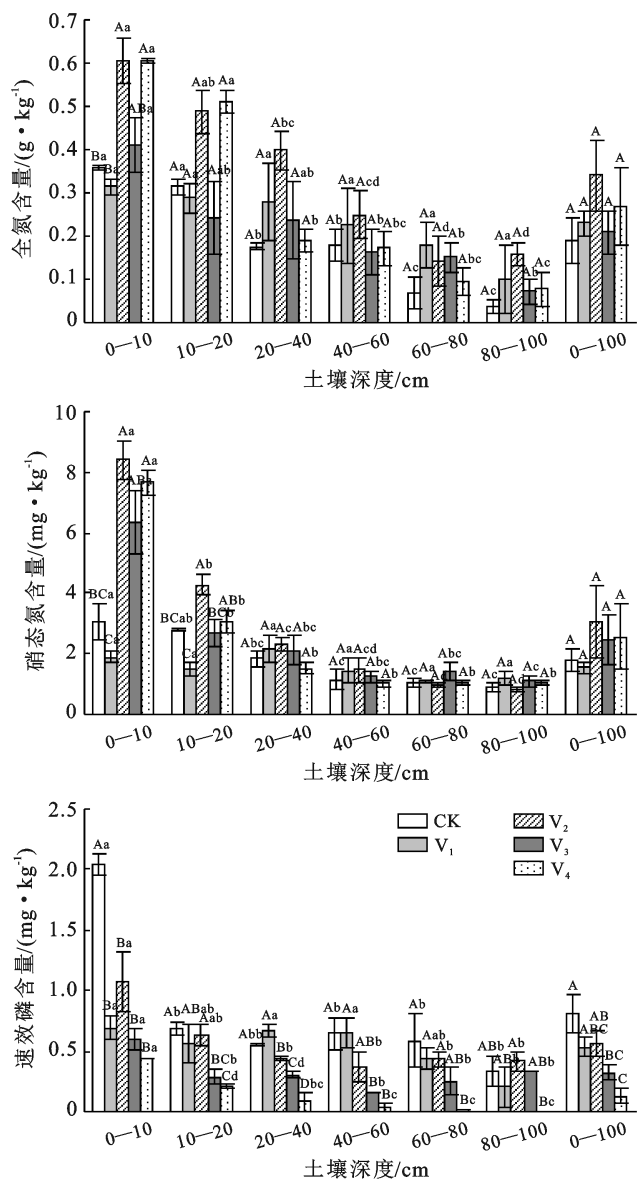 全氮含量/(g•kg⁻¹)
0.7
0.6
0.5
0.4
0.3
0.2
0.1
0
Ba Ba Aa ABa Aa
Aa Aa Aab Aab Aa
Ab Aa Abc Aab Ab
Ab Aa Acd Ab Abc
Ac Aa Ad Ab Abc
Ac Aa Ad Ab Ac
A A A A A
0—10 10—20 20—40 40—60 60—80 80—100 0—100
土壤深度/cm
硝态氮含量/(mg•kg⁻¹)
10
8
6
4
2
0
BCa Ca Aa ABa Aa
BCab Ca Ab BCb ABb
Abc Aa Ac Ab Ab
Ac Aa Acd Abc Ab
Ac Aa Ac Abc Ab
Ac Aa Ac Ac Ab
A A A A A
0—10 10—20 20—40 40—60 60—80 80—100 0—100
土壤深度/cm
速效磷含量/(mg•kg⁻¹)
2.5
2.0
1.5
1.0
0.5
0
CK V₂
V₁ V₃
V₄
Aa Ba Ba Ba Ba
Ab ABab Aab BCb Cd
Abb Aa Bb Cd Dbc
Ab Aa ABb Bb Cd
Ab Aab Ab ABb Bc
ABb ABb Ab ABb Bc
A ABC AB BC C
0—10 10—20 20—40 40—60 60—80 80—100 0—100
土壤深度/cm